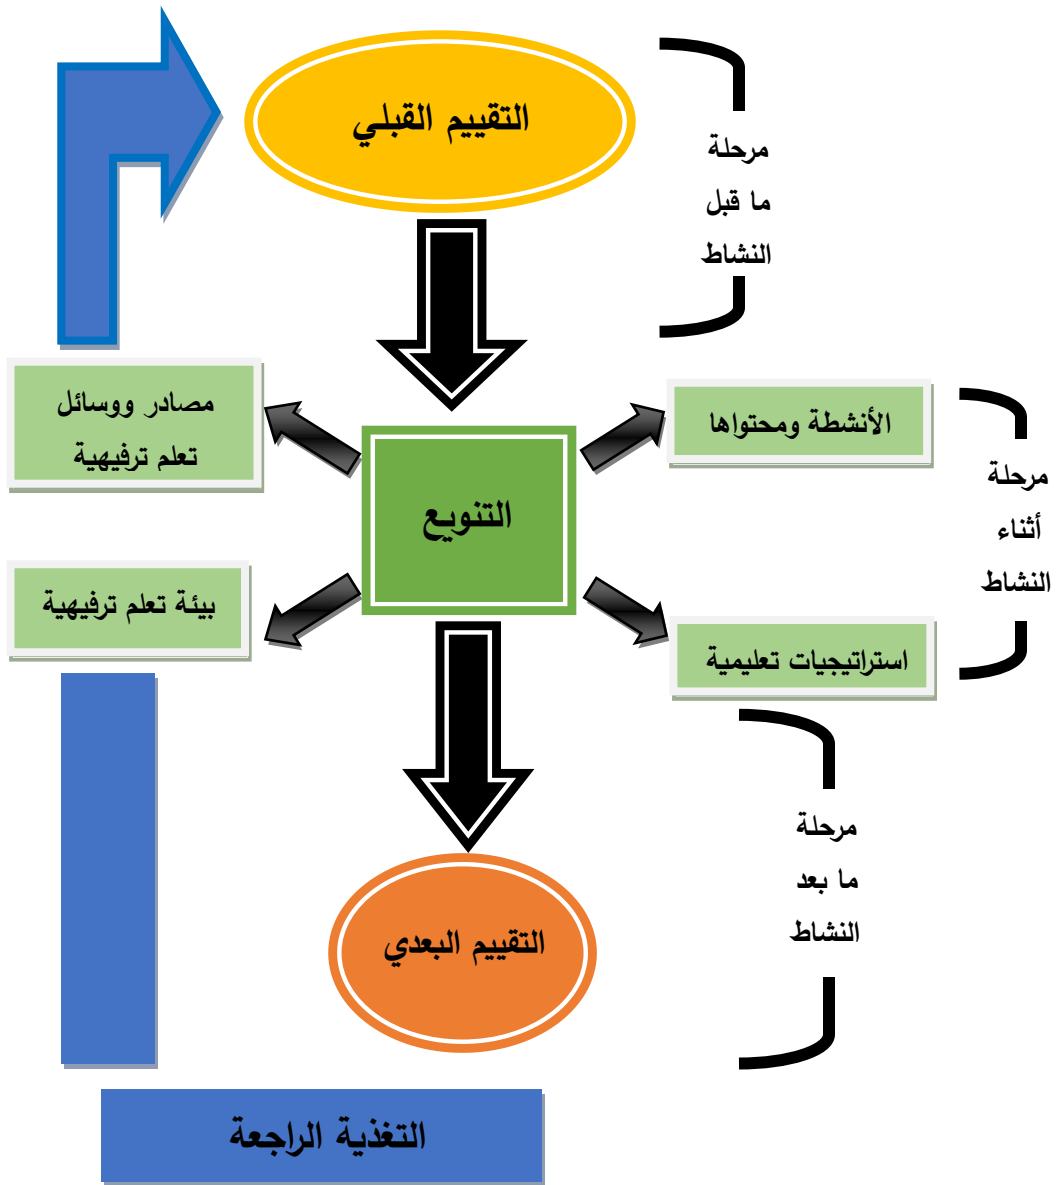 التقييم القبلي
مرحلة
ما قبل
النشاط
الأنشطة ومحتواها
مصادر ووسائل
تعلم ترفيهية
التنويع
مرحلة
أثناء
النشاط
استراتيجيات تعليمية
بيئة تعلم ترفيهية
مرحلة
ما بعد
النشاط
التقييم البعدي
التغذية الراجعة